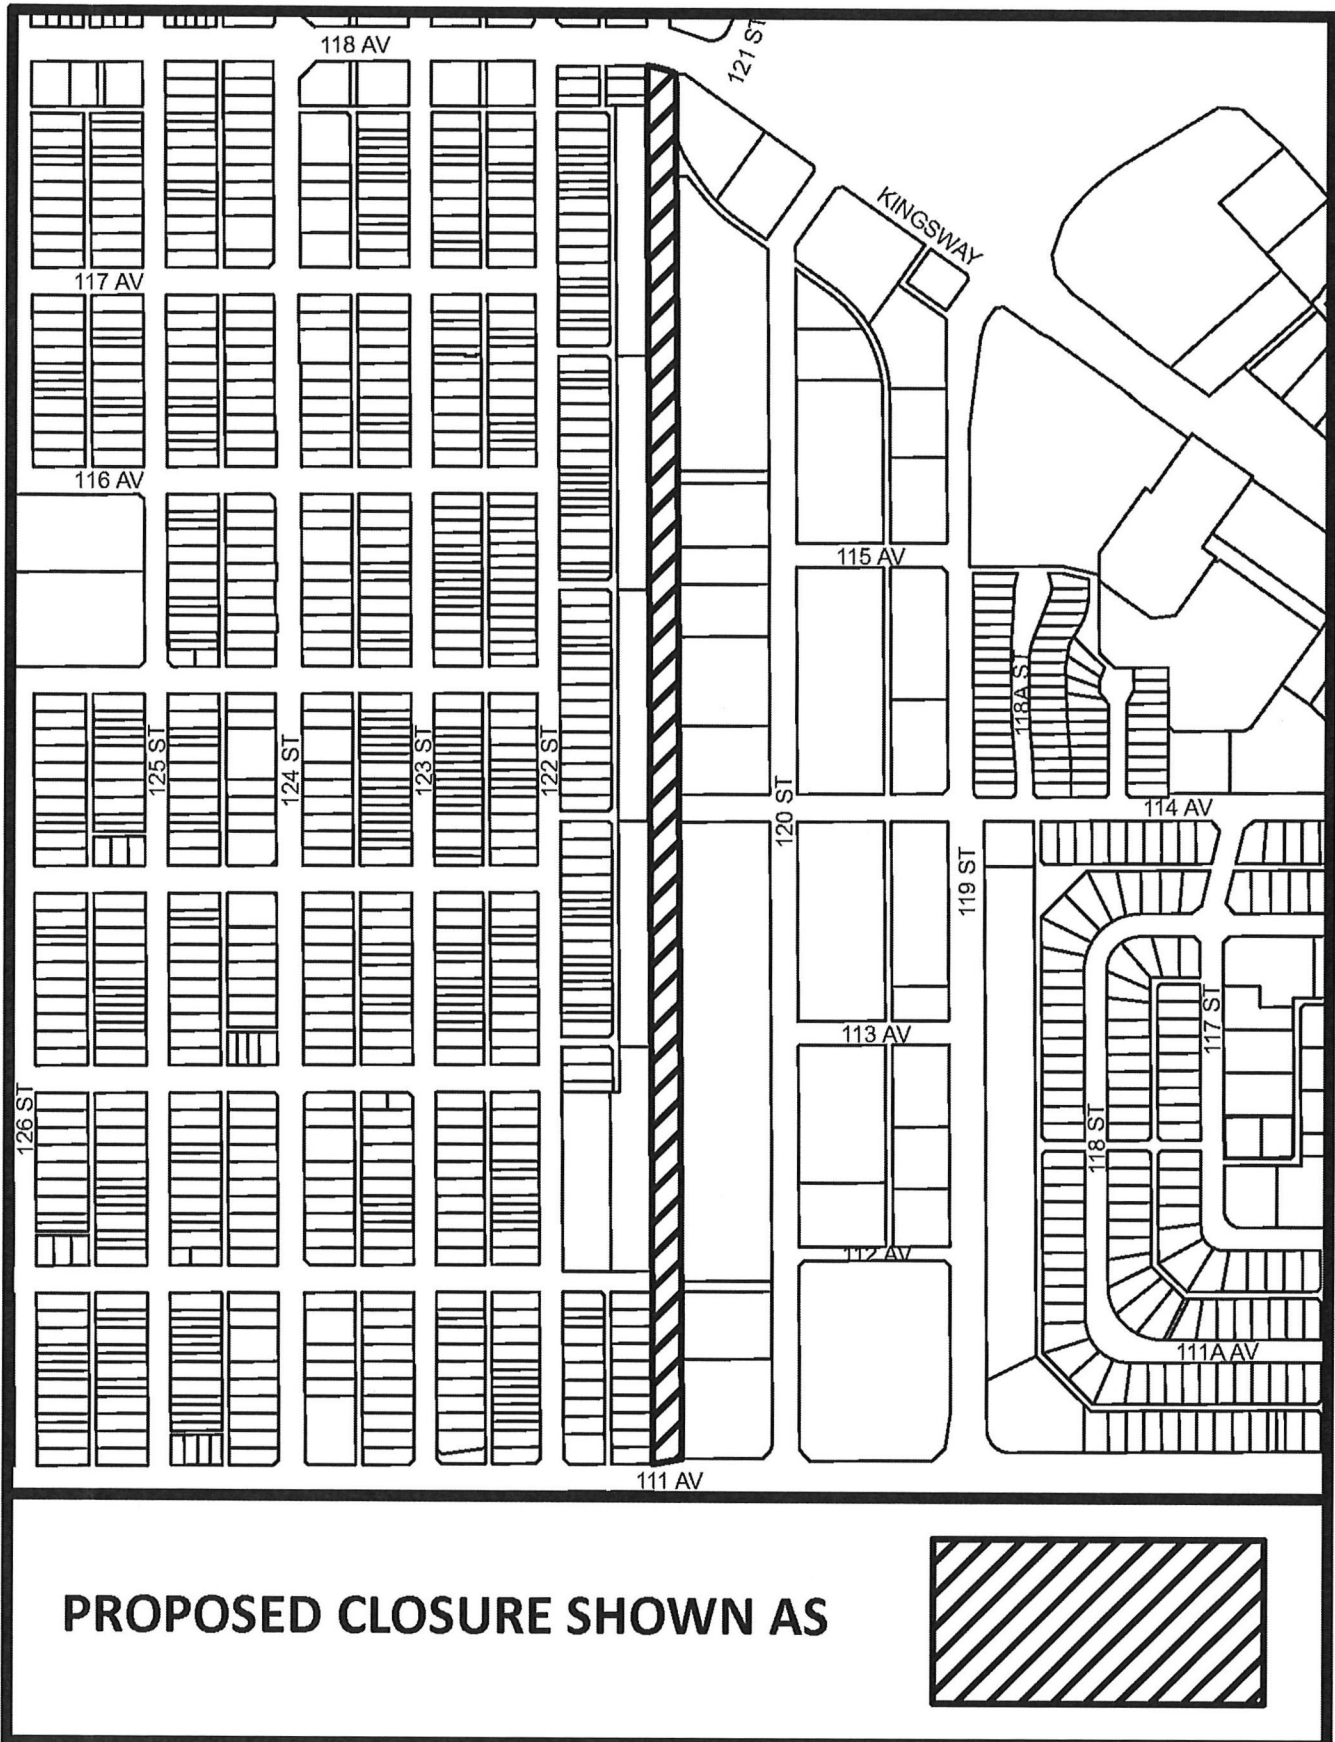 118 AV
121 ST
KINGSWAY
117 AV
116 AV
115 AV
118A ST
125 ST
124 ST
123 ST
122 ST
120 ST
114 AV
119 ST
117 ST
113 AV
126 ST
118 ST
112 AV
111A AV
111 AV
PROPOSED CLOSURE SHOWN AS